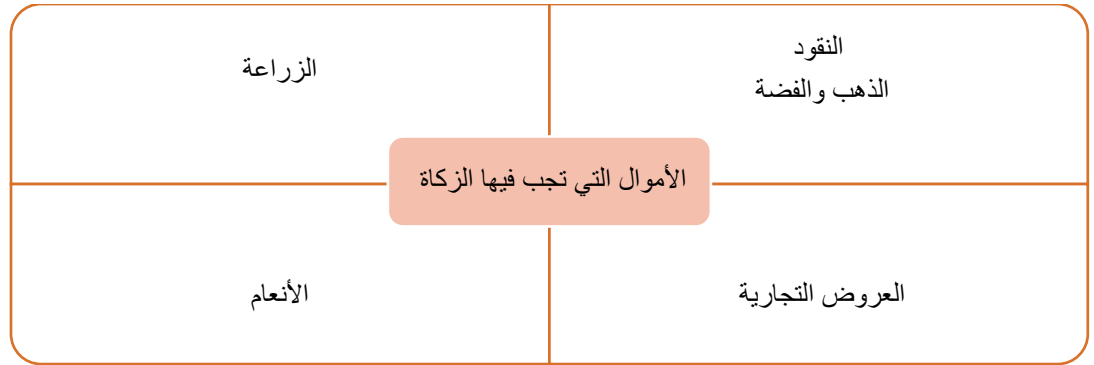 النقود
الذهب والفضة
الزراعة
الأموال التي تجب فيها الزكاة
العروض التجارية
الأنعام